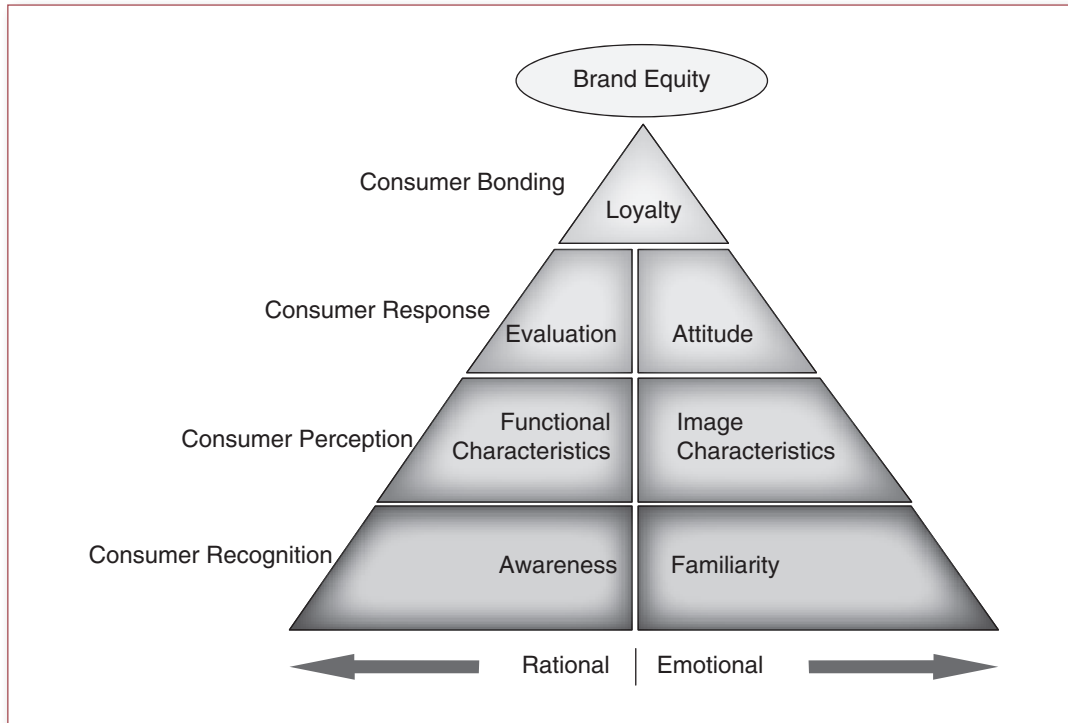 Brand Equity
Consumer Bonding
Loyalty
Consumer Response
Evaluation
Attitude
Consumer Perception
Functional
Characteristics
Image
Characteristics
Consumer Recognition
Awareness
Familiarity
Rational
Emotional